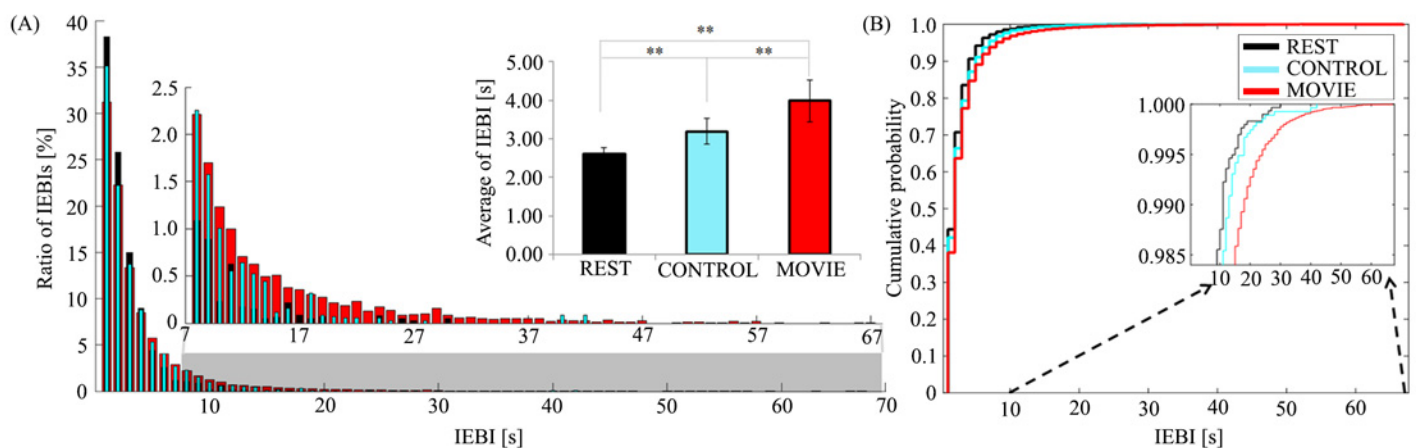 (A)
Ratio of IEBIs [%]
40
35
30
25
20
15
10
5
0
10 20 30 40 50 60 70
IEBI [s]
2.5
2.0
1.5
1.0
0.5
0
7 17 27 37 47 57 67
**
** **
Average of IEBI [s]
5.00
4.00
3.00
2.00
1.00
0.00
REST CONTROL MOVIE
(B)
Cumulative probability
1.0
0.9
0.8
0.7
0.6
0.5
0.4
0.3
0.2
0.1
0
10 20 30 40 50 60
IEBI [s]
REST
CONTROL
MOVIE
1.000
0.995
0.990
0.985
10 20 30 40 50 60